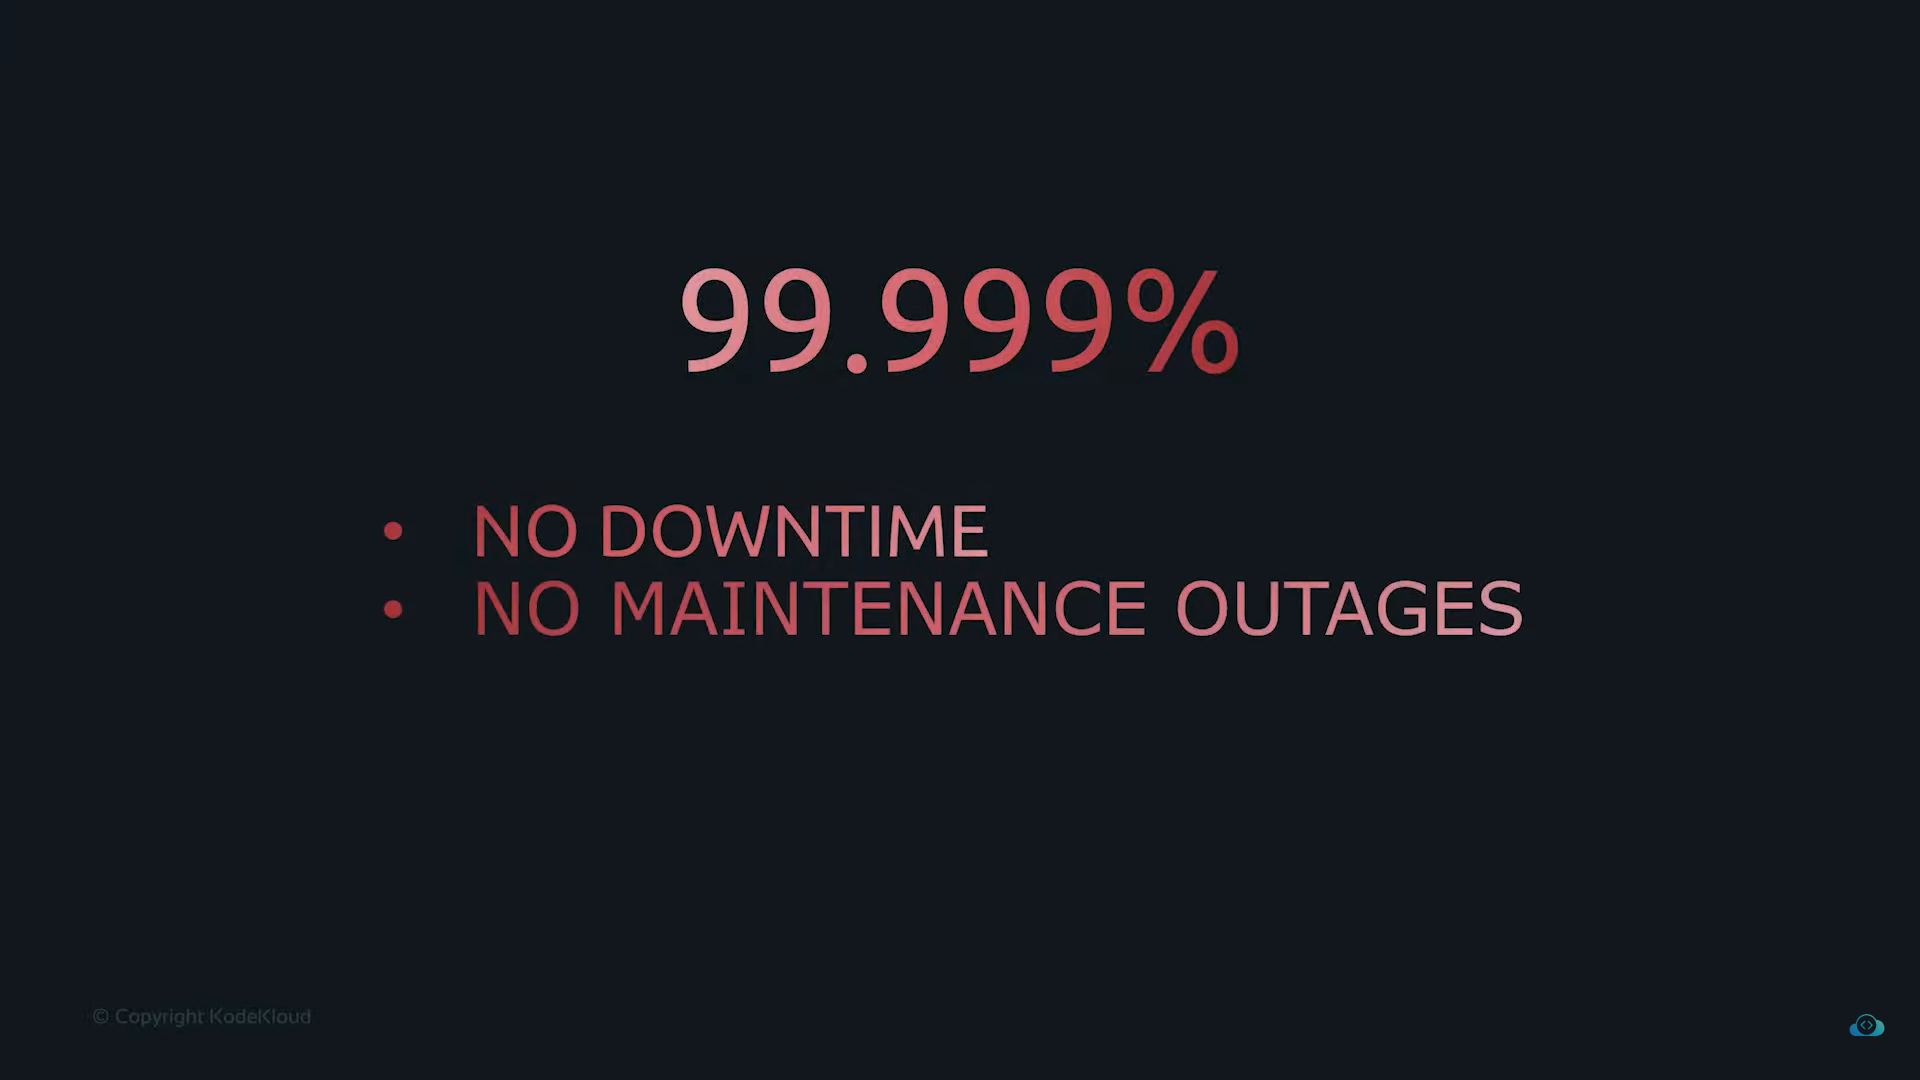 99.999%
• NO DOWNTIME
• NO MAINTENANCE OUTAGES
© Copyright KodeKloud